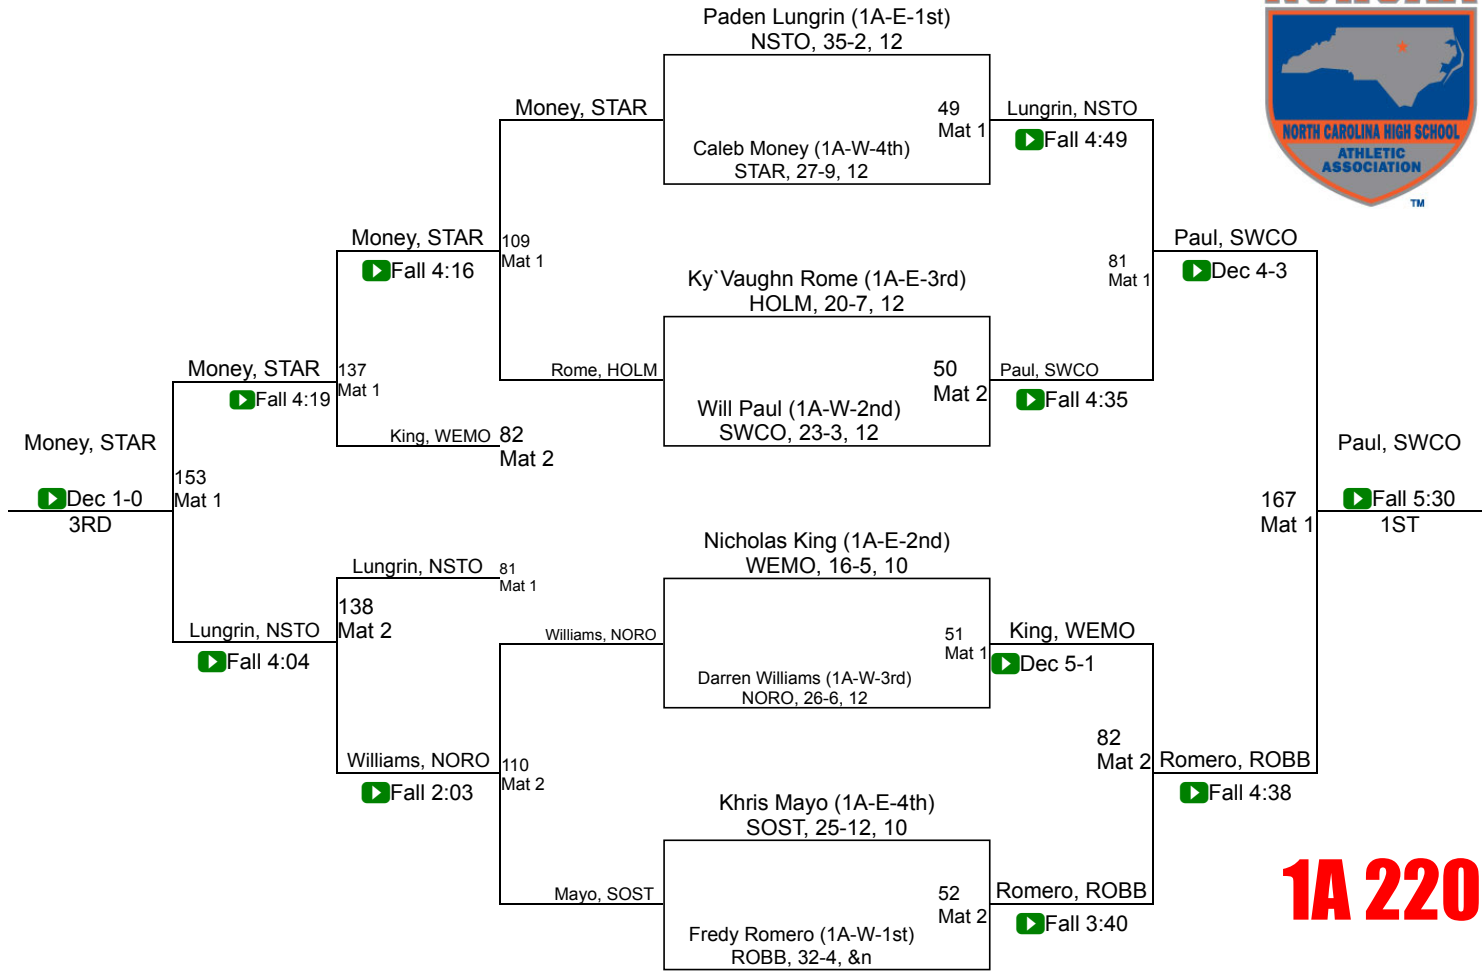 Paden Lungrin (1A-E-1st)
NSTO, 35-2, 12
Money, STAR
49
Mat 1
Lungrin, NSTO
Fall 4:49
Caleb Money (1A-W-4th)
STAR, 27-9, 12
NORTH CAROLINA HIGH SCHOOL
ATHLETIC
ASSOCIATION
TM
Money, STAR
Fall 4:16
109
Mat 1
Ky`Vaughn Rome (1A-E-3rd)
HOLM, 20-7, 12
81
Mat 1
Paul, SWCO
Dec 4-3
Money, STAR
Fall 4:19
137
Mat 1
Rome, HOLM
50
Mat 2
Paul, SWCO
Fall 4:35
Will Paul (1A-W-2nd)
SWCO, 23-3, 12
King, WEMO
82
Mat 2
Money, STAR
Dec 1-0
3RD
153
Mat 1
Paul, SWCO
167
Mat 1
Fall 5:30
1ST
Nicholas King (1A-E-2nd)
WEMO, 16-5, 10
Lungrin, NSTO
81
Mat 1
138
Mat 2
Lungrin, NSTO
Fall 4:04
Williams, NORO
51
Mat 1
King, WEMO
Dec 5-1
Darren Williams (1A-W-3rd)
NORO, 26-6, 12
Williams, NORO
Fall 2:03
110
Mat 2
82
Mat 2
Romero, ROBB
Fall 4:38
Khris Mayo (1A-E-4th)
SOST, 25-12, 10
Mayo, SOST
52
Mat 2
Romero, ROBB
Fall 3:40
Fredy Romero (1A-W-1st)
ROBB, 32-4, &n
1A 220